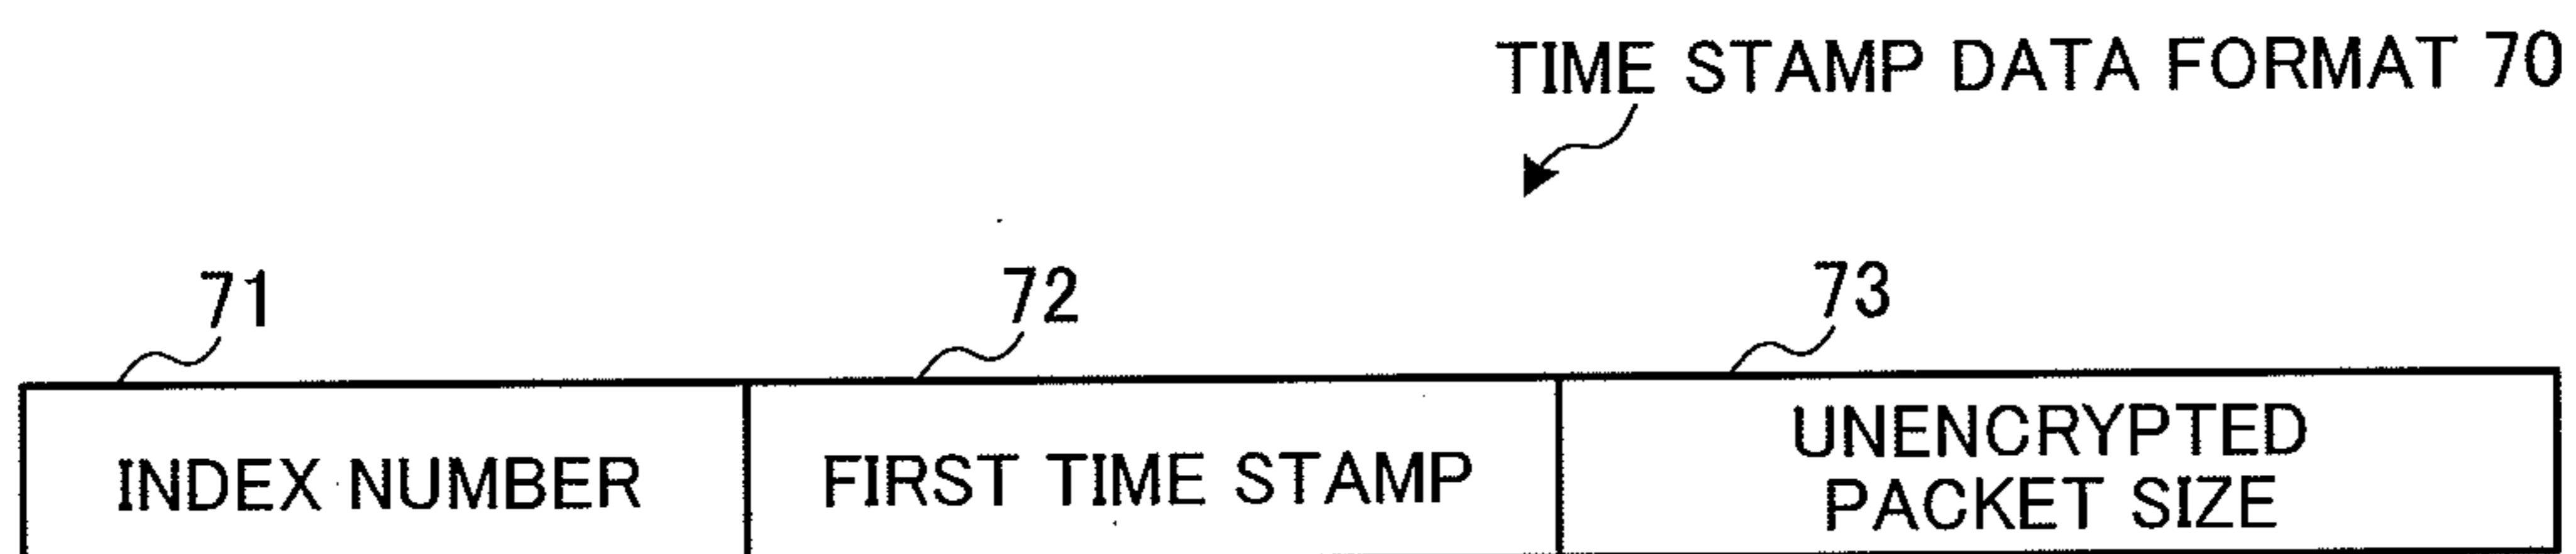 TIME STAMP DATA FORMAT 70
71
72
73
INDEX NUMBER
FIRST TIME STAMP
UNENCRYPTED
PACKET SIZE